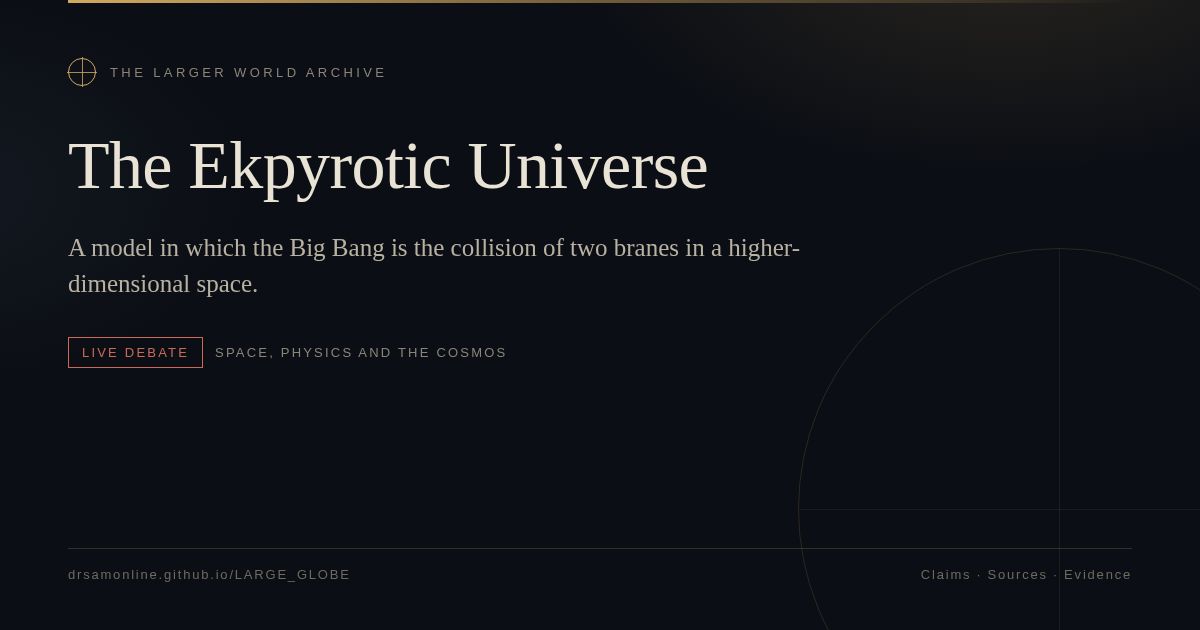 THE LARGER WORLD ARCHIVE
The Ekpyrotic Universe
A model in which the Big Bang is the collision of two branes in a higher-
dimensional space.
LIVE DEBATE SPACE, PHYSICS AND THE COSMOS
drsamonline.github.io/LARGE_GLOBE Claims · Sources · Evidence